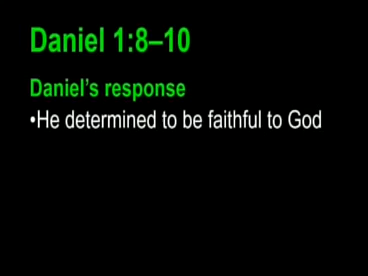 Daniel 1:8–10
Daniel’s response
•He determined to be faithful to God